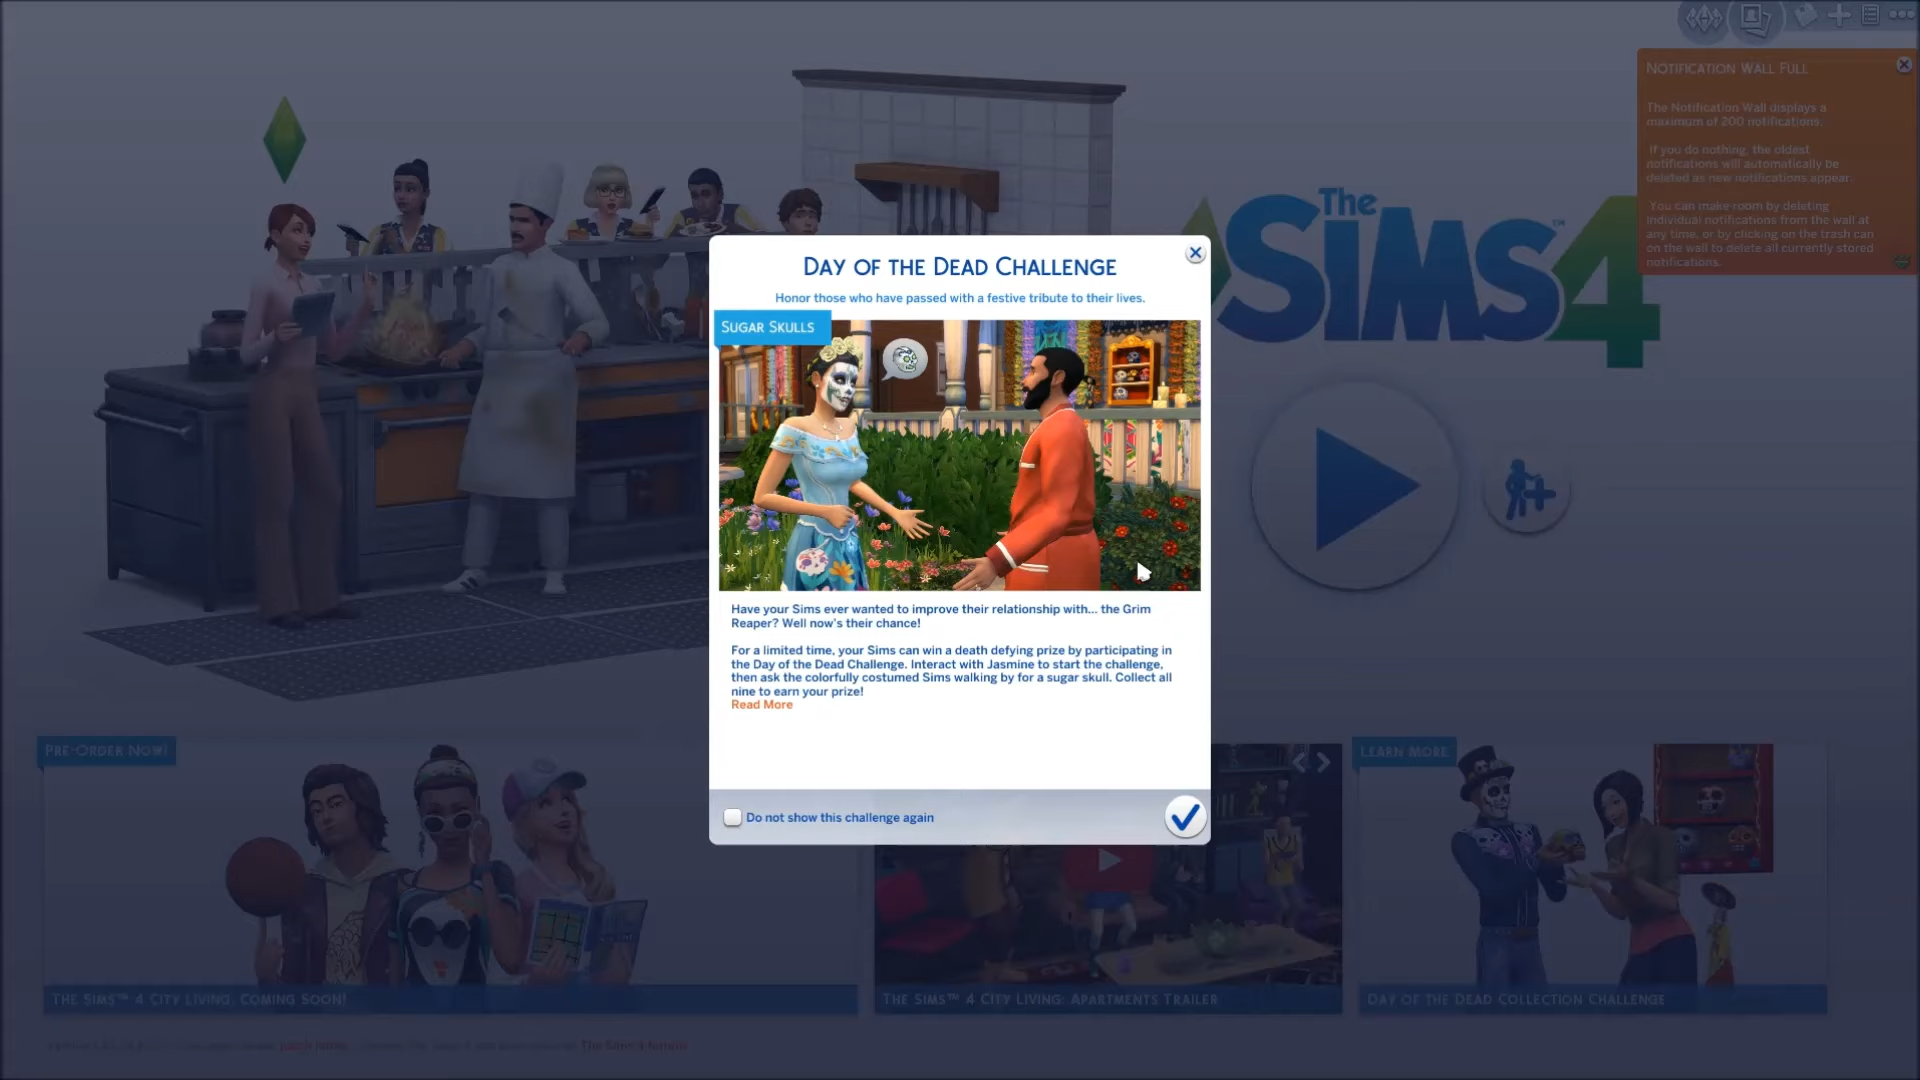 NOTIFICATION WALL FULL
The Notification Wall displays a
maximum of 200 notifications.
If you do nothing, the oldest
notifications will automatically be
deleted as new notifications appear.
You can make room by deleting
individual notifications from the wall at
any time, or by clicking on the trash can
on the wall to delete all currently stored
notifications.
THE SIMS 4
DAY OF THE DEAD CHALLENGE
Honor those who have passed with a festive tribute to their lives.
SUGAR SKULLS
Have your Sims ever wanted to improve their relationship with... the Grim
Reaper? Well now's their chance!
For a limited time, your Sims can win a death defying prize by participating in
the Day of the Dead Challenge. Interact with Jasmine to start the challenge,
then ask the colorfully costumed Sims walking by for a sugar skull. Collect all
nine to earn your prize!
Read More
Do not show this challenge again
PRE-ORDER NOW!
LEARN MORE
THE SIMS™ 4 CITY LIVING: COMING SOON!
THE SIMS™ 4 CITY LIVING: APARTMENTS TRAILER
DAY OF THE DEAD COLLECTION CHALLENGE
patch notes
The Sims 4 forums